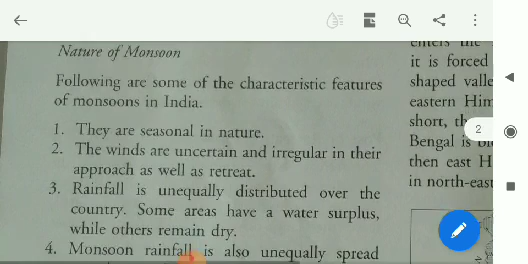 Nature of Monsoon
Following are some of the characteristic features
of monsoons in India.
1. They are seasonal in nature.
2. The winds are uncertain and irregular in their
approach as well as retreat.
3. Rainfall is unequally distributed over the
country. Some areas have a water surplus,
while others remain dry.
4. Monsoon rainfall is also unequally spread
enters the
it is forced
shaped valle
eastern Him
short, th
Bengal is
then east H
in north-east
2